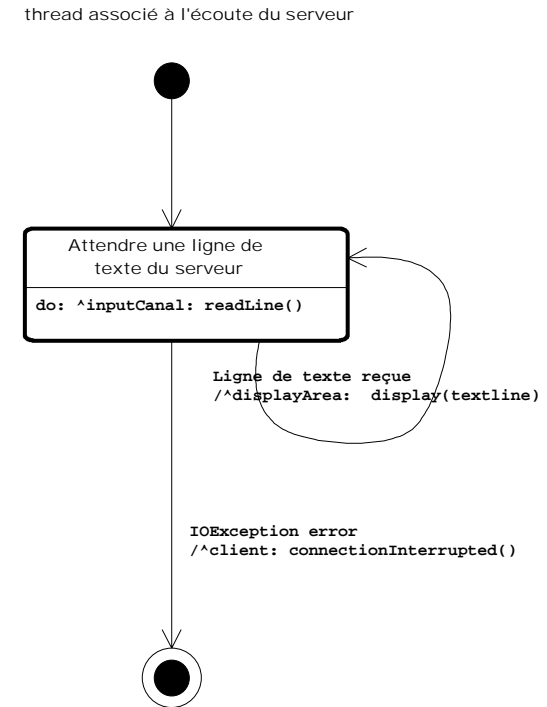 thread associé à l'écoute du serveur
Attendre une ligne de
texte du serveur
do: ^inputCanal: readLine()
Ligne de texte reçue
/^displayArea: display(textline)
IOException error
/^client: connectionInterrupted()